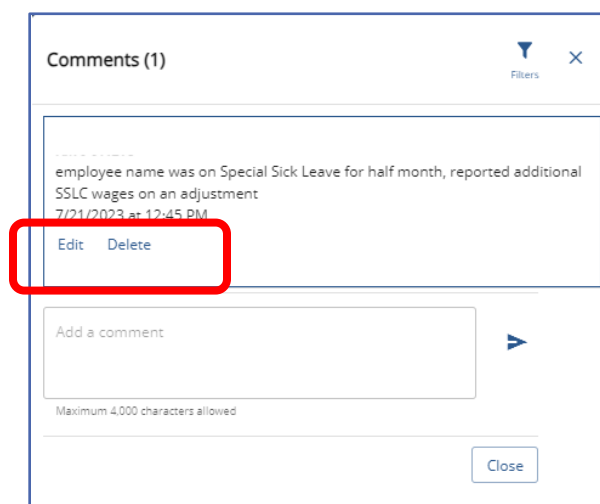 Comments (1)
Filters
employee name was on Special Sick Leave for half month, reported additional
SSLC wages on an adjustment
7/21/2023 at 12:45 PM
Edit Delete
Add a comment
Maximum 4,000 characters allowed
Close